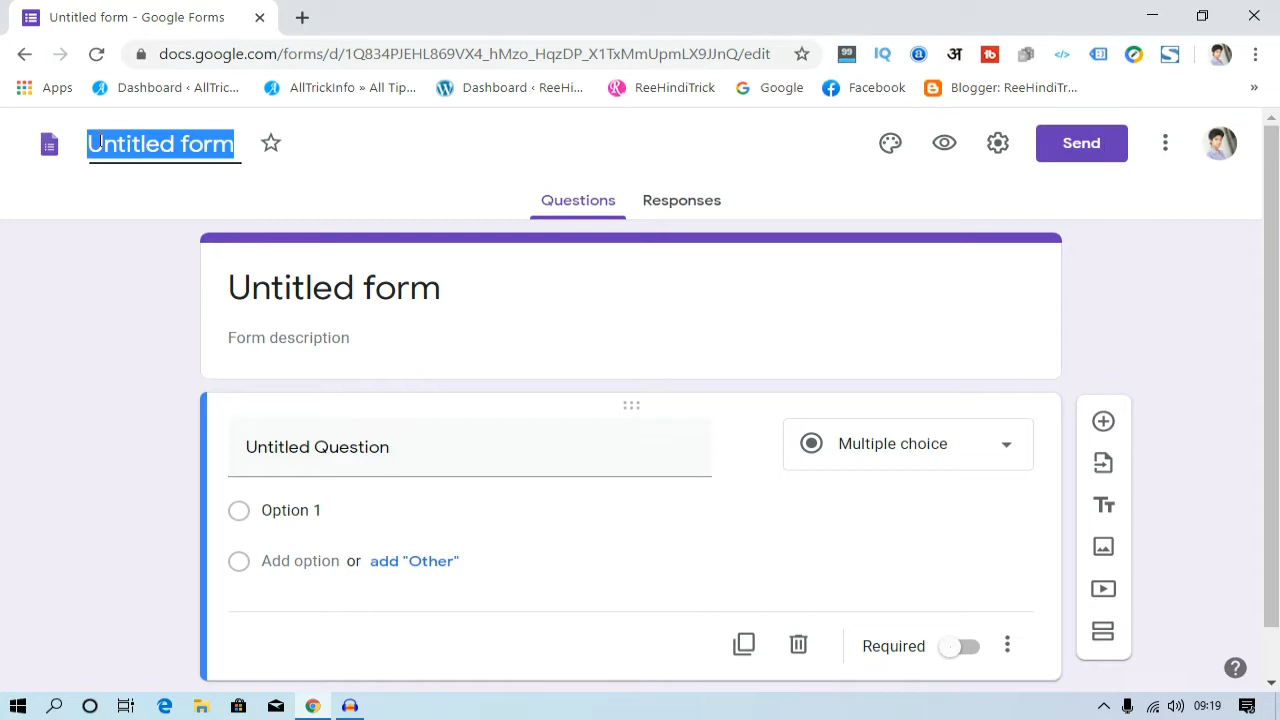 Untitled form - Google Forms
docs.google.com/forms/d/1Q834PJEHL869VX4_hMzo_HqzDP_X1TxMmUpmLX9JJnQ/edit
Apps
Dashboard ‹ AllTric...
AllTrickInfo » All Tip...
Dashboard ‹ ReeHi...
ReeHindiTrick
Google
Facebook
Blogger: ReeHindiTr...
»
Untitled form
Send
Questions
Responses
Untitled form
Form description
Untitled Question
Multiple choice
Option 1
Add option or add "Other"
Required
09:19